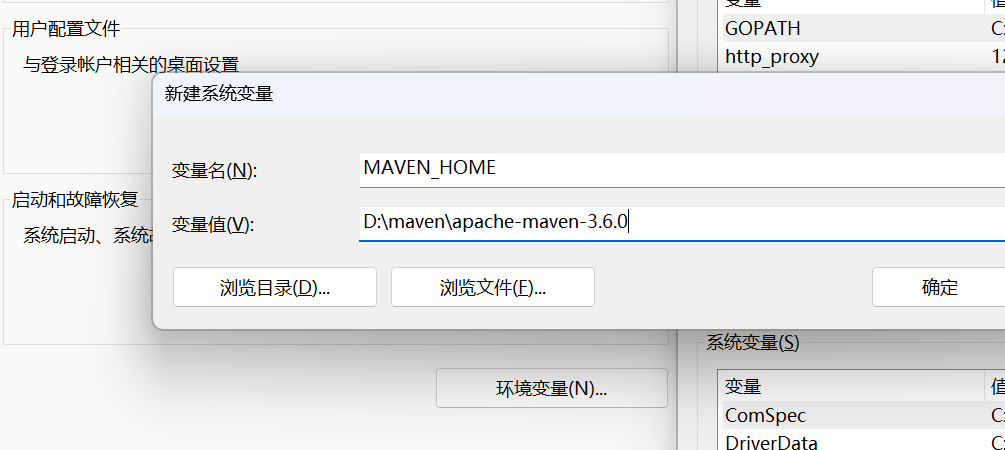 用户配置文件
与登录帐户相关的桌面设置
启动和故障恢复
系统启动、系统
环境变量(N)...
变量
GOPATH
http_proxy
新建系统变量
变量名(N):
MAVEN_HOME
变量值(V):
D:\maven\apache-maven-3.6.0
浏览目录(D)...
浏览文件(F)...
确定
系统变量(S)
变量
值
ComSpec
C:
DriverData